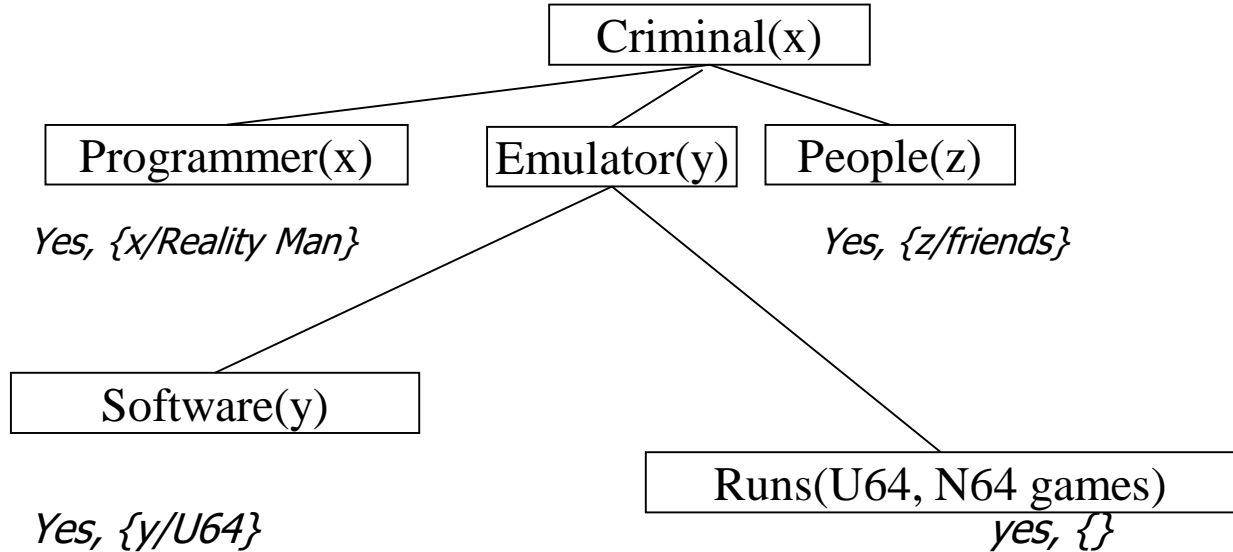 Criminal(x)
Programmer(x)
Emulator(y)
People(z)
Yes, {x/Reality Man}
Yes, {z/friends}
Software(y)
Runs(U64, N64 games)
Yes, {y/U64}
yes, {}